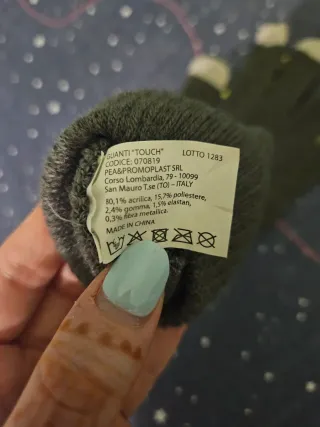 GUANTI "TOUCH" LOTTO 1283
CODICE: 070819
PEA&PROMOPLAST SRL
Corso Lombardia, 79 - 10099
San Mauro T.se (TO) – ITALY
80,1% acrilica, 15,7% poliestere,
2,4% gomma, 1,5% elastan,
0,3% fibra metallica.
MADE IN CHINA